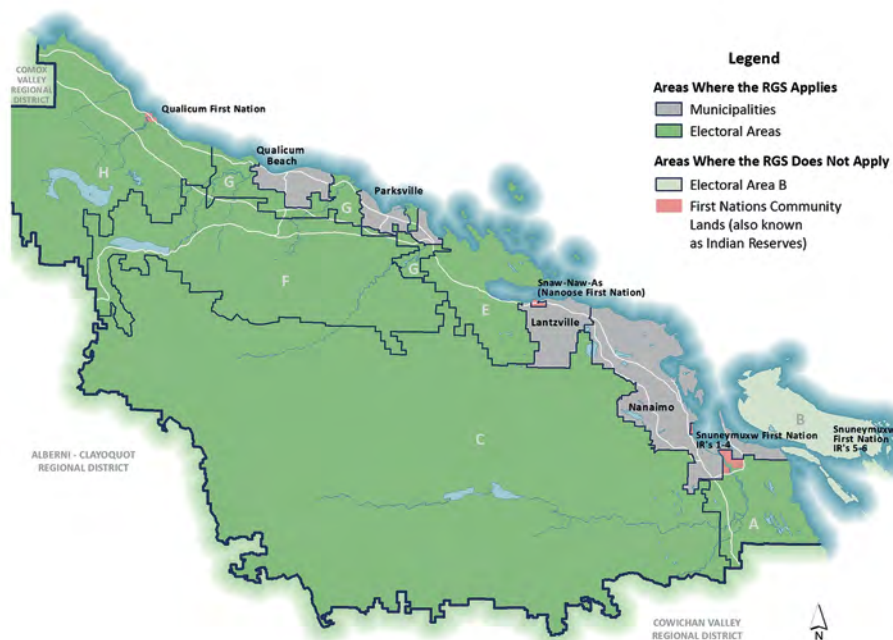 Legend
Areas Where the RGS Applies
Municipalities
Electoral Areas
Areas Where the RGS Does Not Apply
Electoral Area B
First Nations Community
Lands (also known
as Indian Reserves)
COMOX
VALLEY
REGIONAL
DISTRICT
Qualicum First Nation
Qualicum
Beach
H
G
Parksville
G
G
F
E
Snaw-Naw-As
(Nanoose First Nation)
Lantzville
Nanaimo
B
Snuneymuxw
First Nation
IR's 5-6
Snuneymuxw First Nation
IR's 1-4
C
A
ALBERNI - CLAYOQUOT
REGIONAL DISTRICT
COWICHAN VALLEY
REGIONAL DISTRICT
N